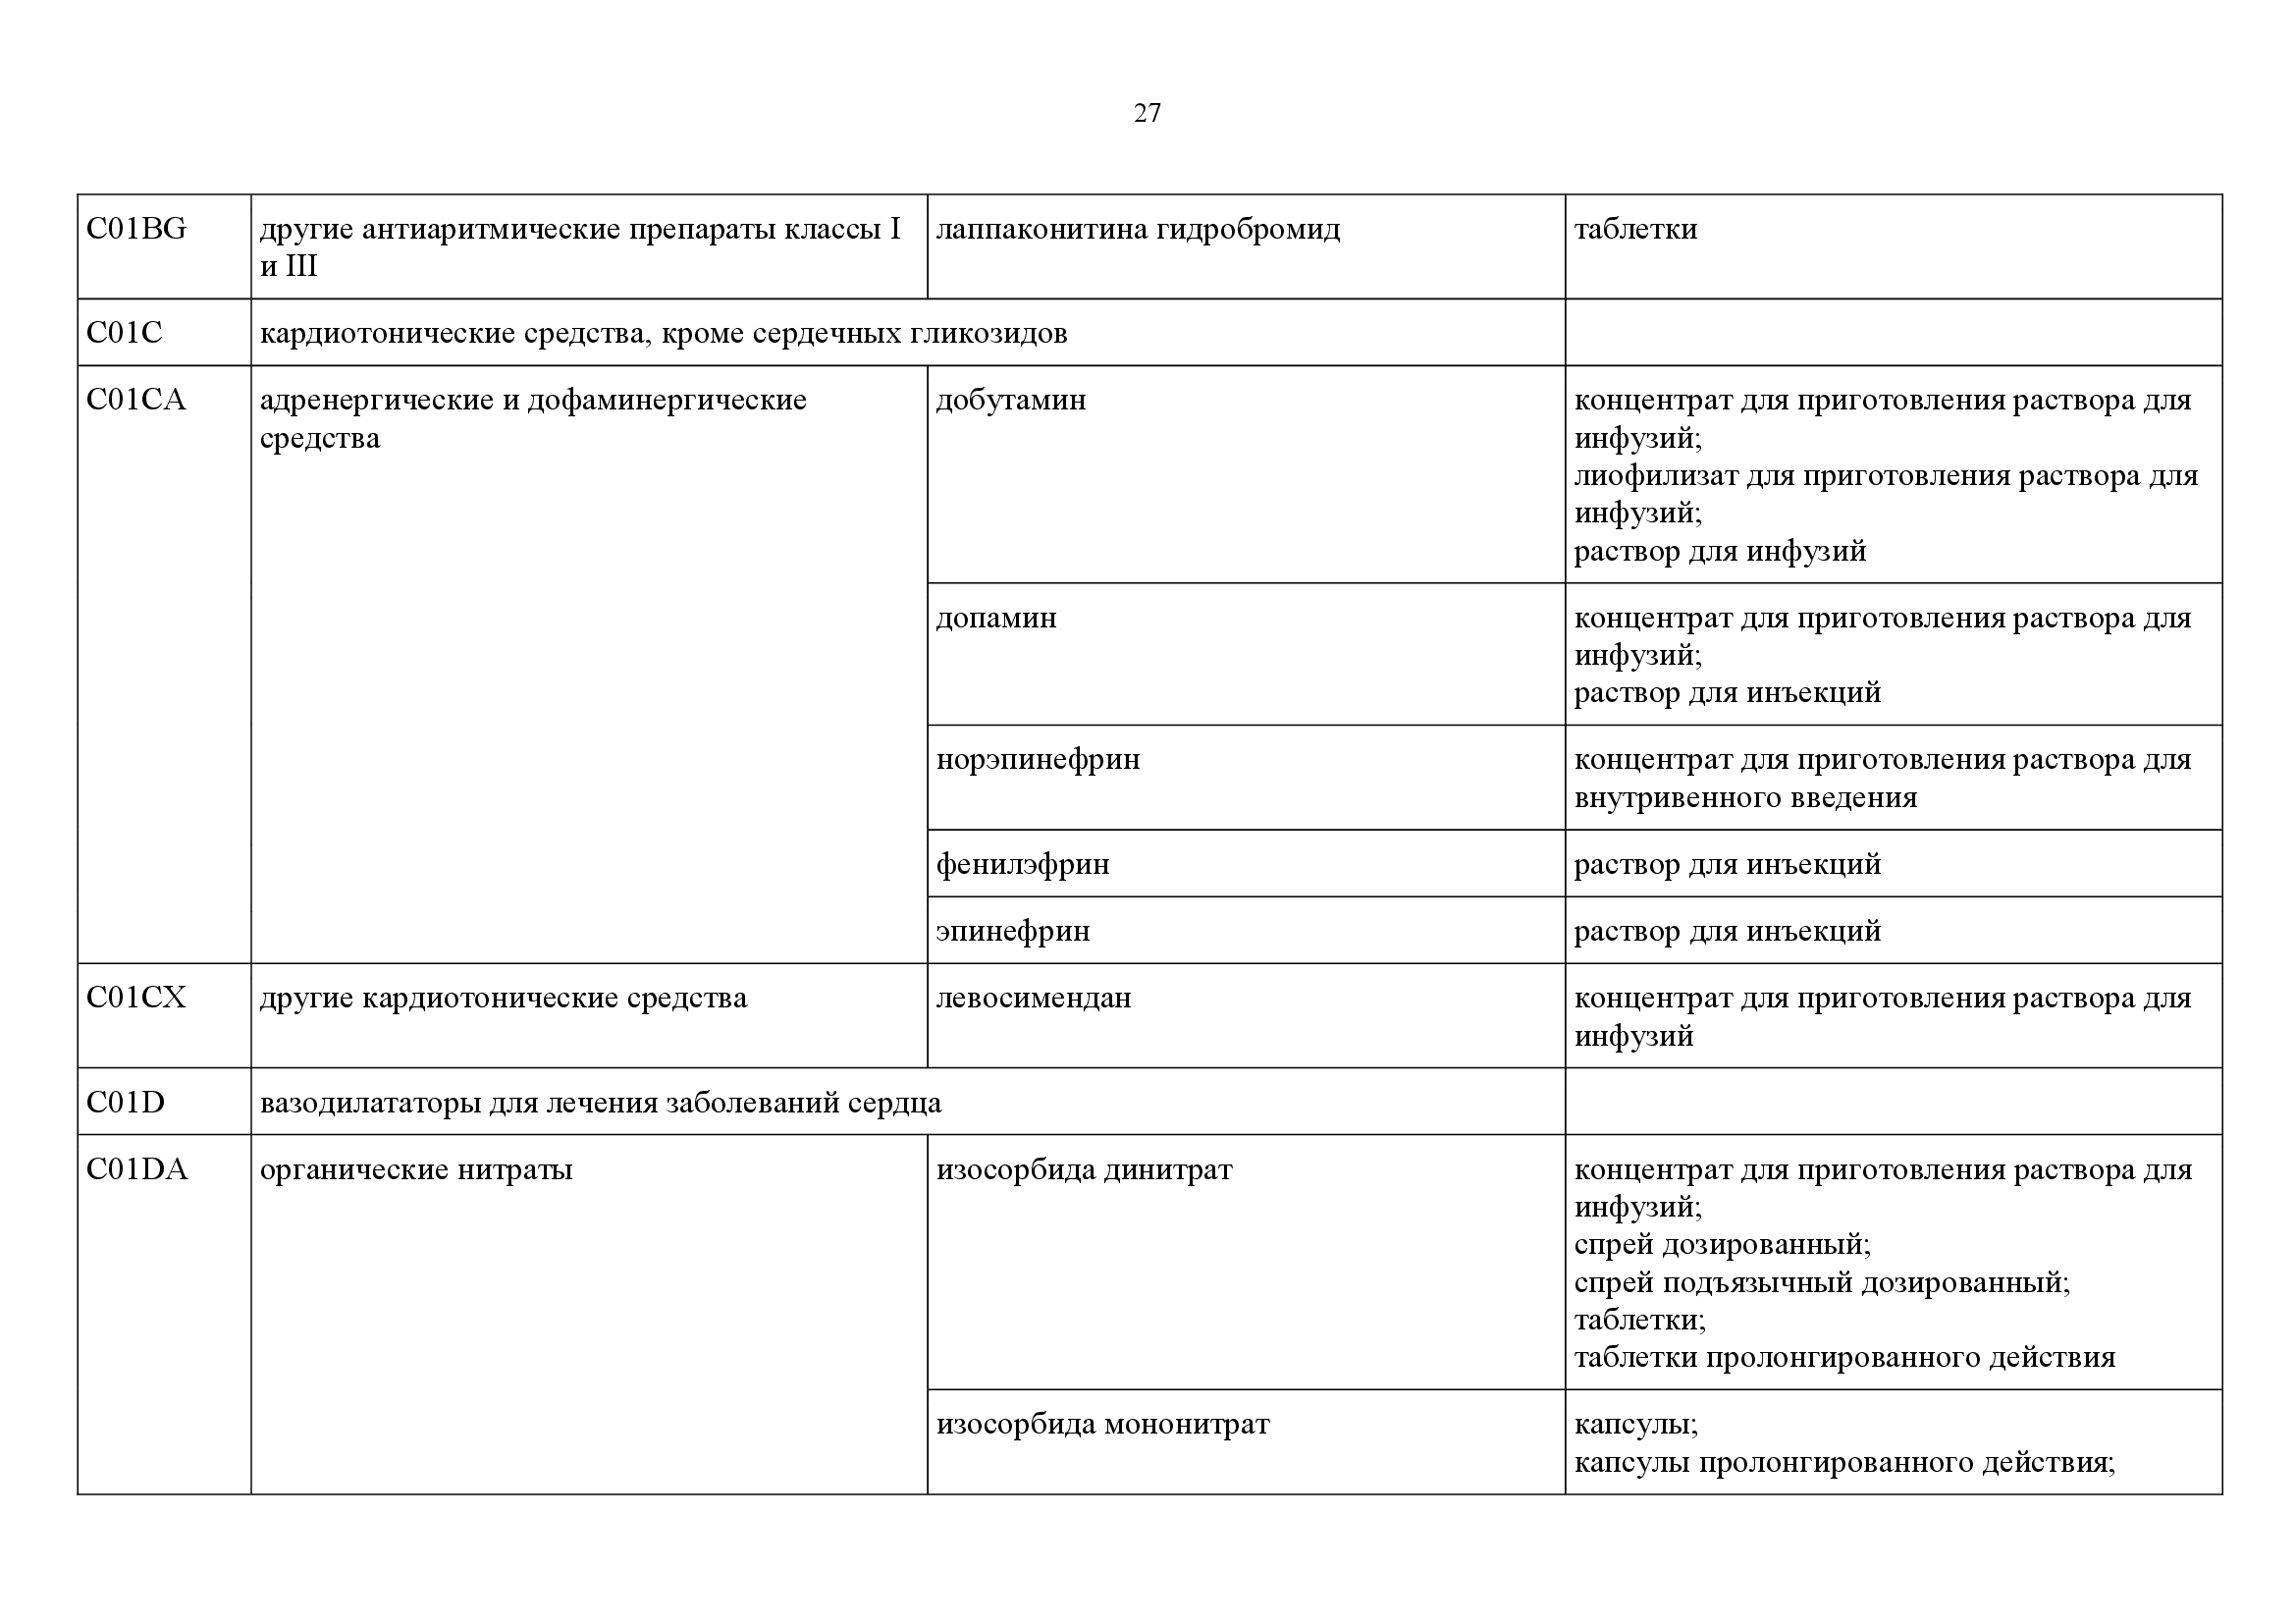 27
C01BG
другие антиаритмические препараты классы I
и III
лаппаконитина гидробромид
таблетки
C01C
кардиотонические средства, кроме сердечных гликозидов
C01CA
адренергические и дофаминергические
средства
добутамин
концентрат для приготовления раствора для
инфузий;
лиофилизат для приготовления раствора для
инфузий;
раствор для инфузий
допамин
концентрат для приготовления раствора для
инфузий;
раствор для инъекций
норэпинефрин
концентрат для приготовления раствора для
внутривенного введения
фенилэфрин
раствор для инъекций
эпинефрин
раствор для инъекций
C01CX
другие кардиотонические средства
левосимендан
концентрат для приготовления раствора для
инфузий
C01D
вазодилататоры для лечения заболеваний сердца
C01DA
органические нитраты
изосорбида динитрат
концентрат для приготовления раствора для
инфузий;
спрей дозированный;
спрей подъязычный дозированный;
таблетки;
таблетки пролонгированного действия
изосорбида мононитрат
капсулы;
капсулы пролонгированного действия;